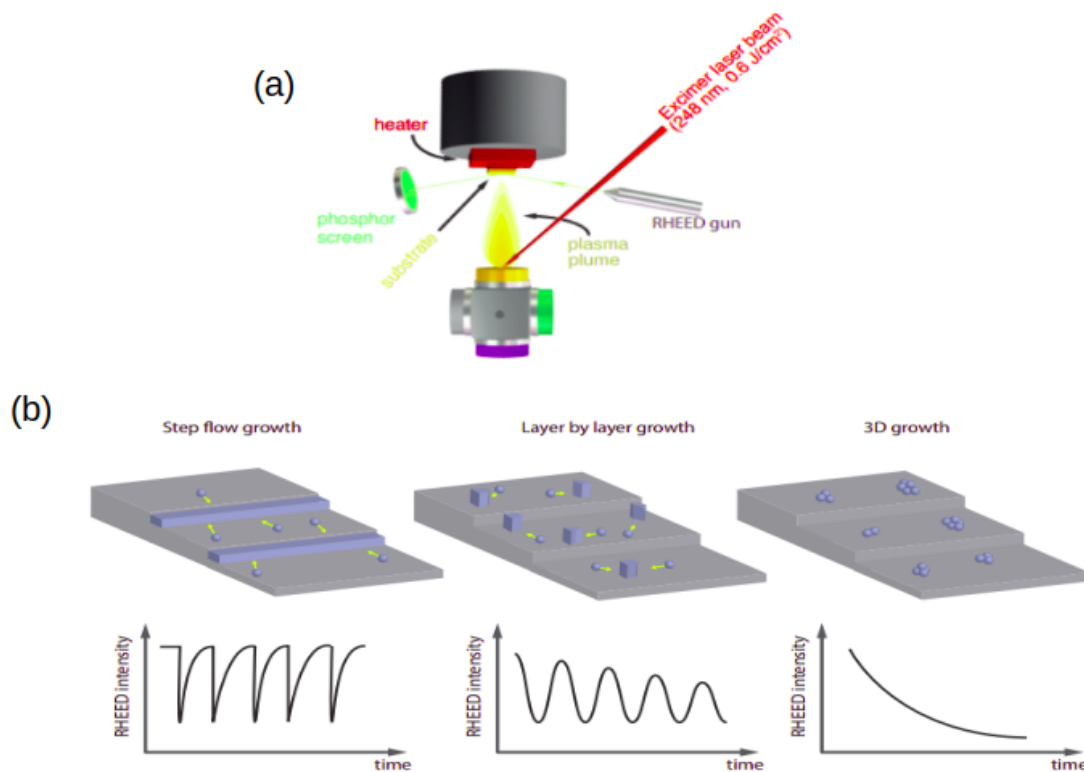 (a)
Excimer laser beam
(248 nm, 0.6 J/cm²)
heater
phosphor
screen
substrate
plasma
plume
RHEED gun
(b)
Step flow growth
Layer by layer growth
3D growth
RHEED intensity
time
RHEED intensity
time
RHEED intensity
time